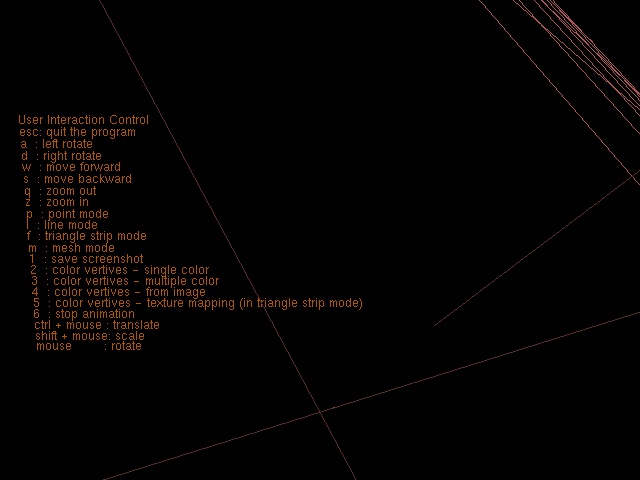 User Interaction Control
esc: quit the program
a : left rotate
d : right rotate
w : move forward
s : move backward
q : zoom out
z : zoom in
p : point mode
l : line mode
f : triangle strip mode
m : mesh mode
1 : save screenshot
2 : color vertives - single color
3 : color vertives - multiple color
4 : color vertives - from image
5 : color vertives - texture mapping (in triangle strip mode)
6 : stop animation
ctrl + mouse : translate
shift + mouse: scale
mouse : rotate